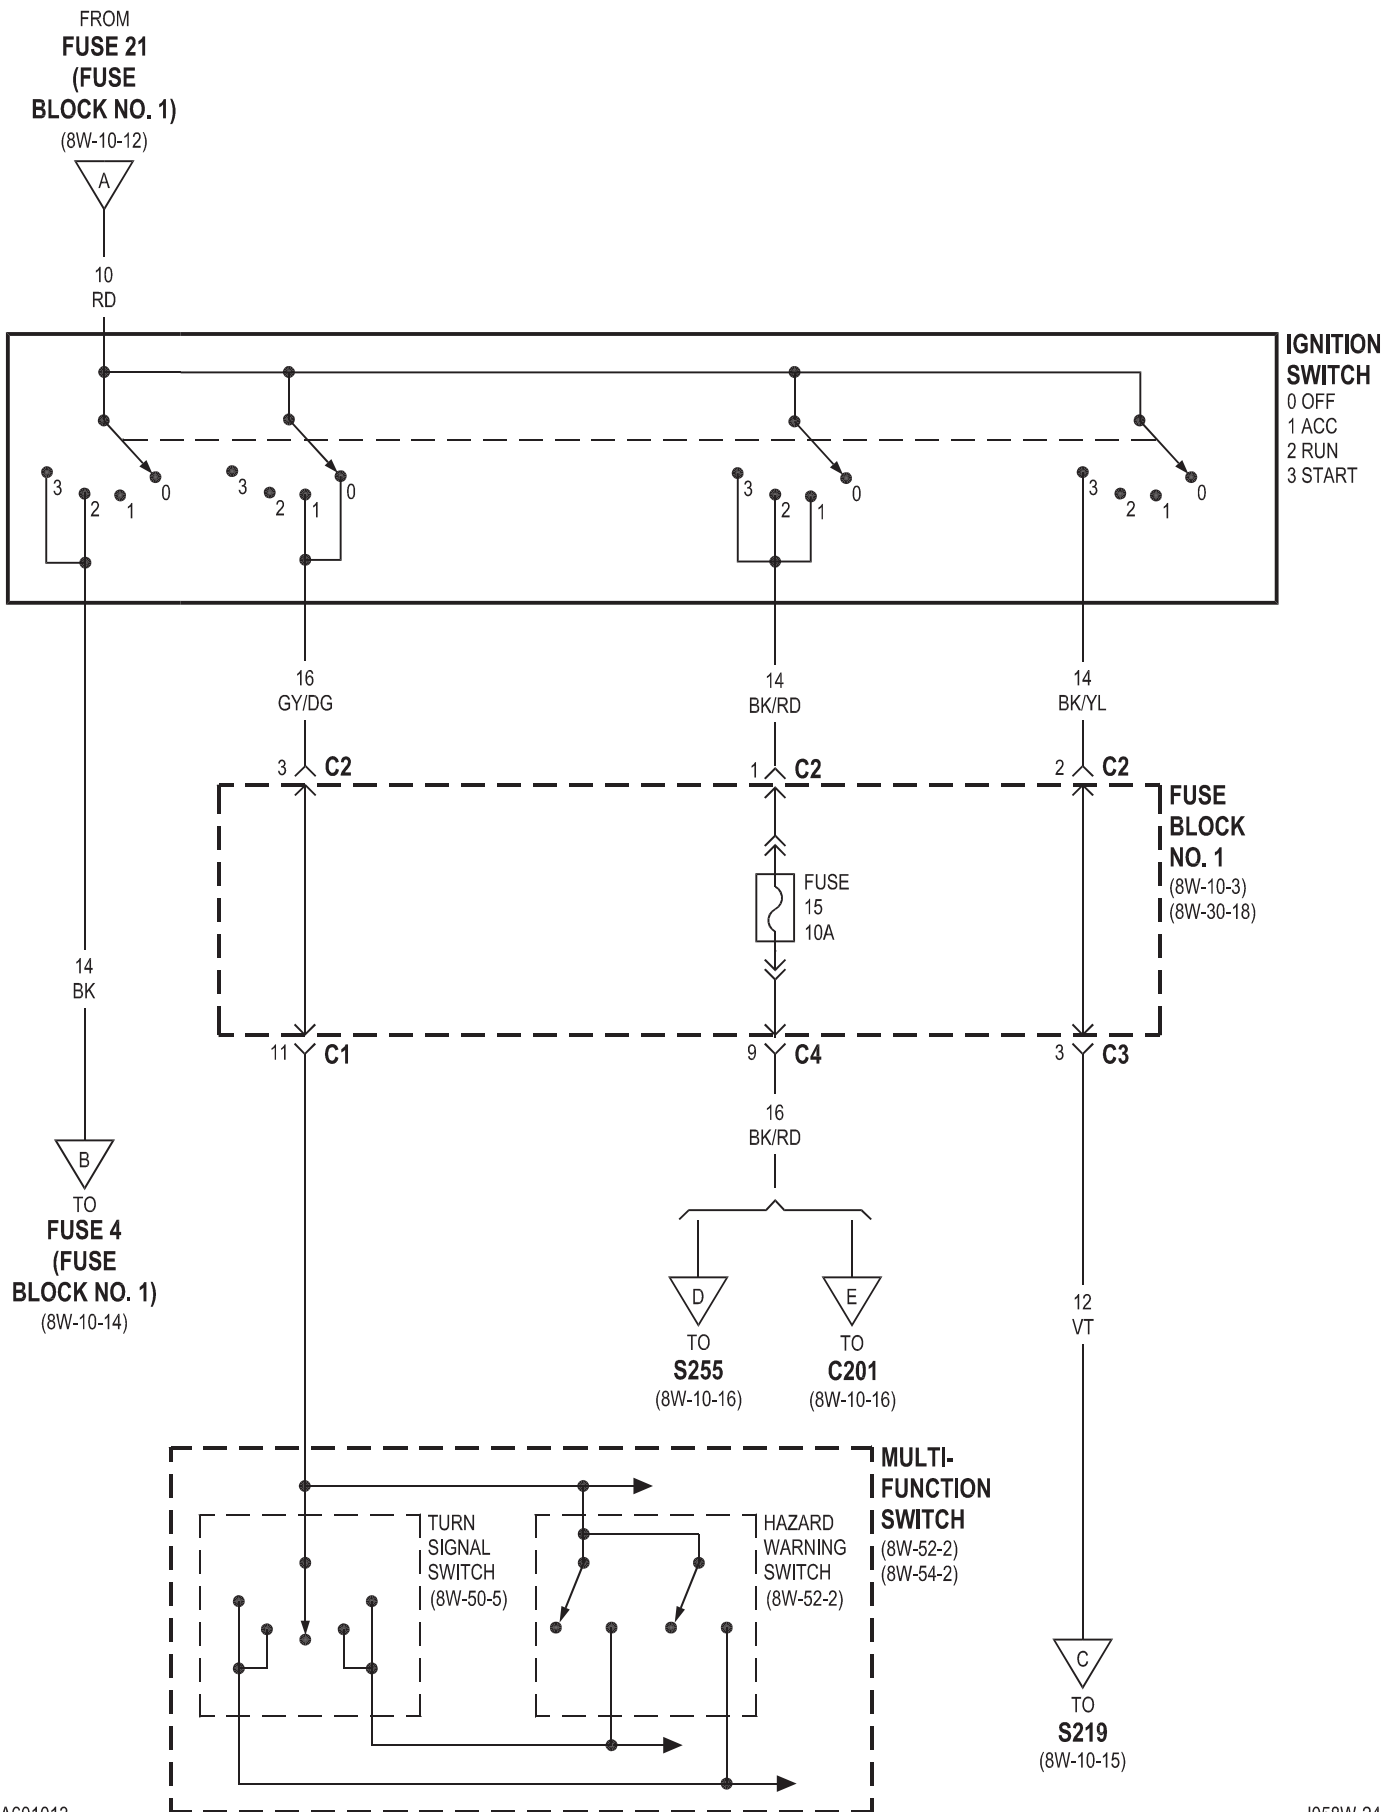 FROM
FUSE 21
(FUSE
BLOCK NO. 1)
(8W-10-12)
A
10
RD
IGNITION
SWITCH
0 OFF
1 ACC
2 RUN
3 START
3
2
1
0
3
2
1
0
3
2
1
0
3
2
1
0
16
GY/DG
14
BK/RD
14
BK/YL
3 C2
1 C2
2 C2
FUSE
BLOCK
NO. 1
(8W-10-3)
(8W-30-18)
FUSE
15
10A
14
BK
11 C1
9 C4
3 C3
16
BK/RD
B
TO
FUSE 4
(FUSE
BLOCK NO. 1)
(8W-10-14)
D
TO
S255
(8W-10-16)
E
TO
C201
(8W-10-16)
12
VT
MULTI-
FUNCTION
SWITCH
(8W-52-2)
(8W-54-2)
TURN
SIGNAL
SWITCH
(8W-50-5)
HAZARD
WARNING
SWITCH
(8W-52-2)
C
TO
S219
(8W-10-15)